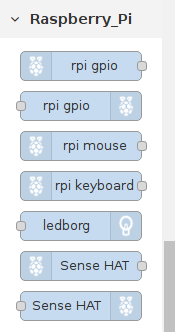 Raspberry_Pi
rpi gpio
rpi gpio
rpi mouse
rpi keyboard
ledborg
Sense HAT
Sense HAT